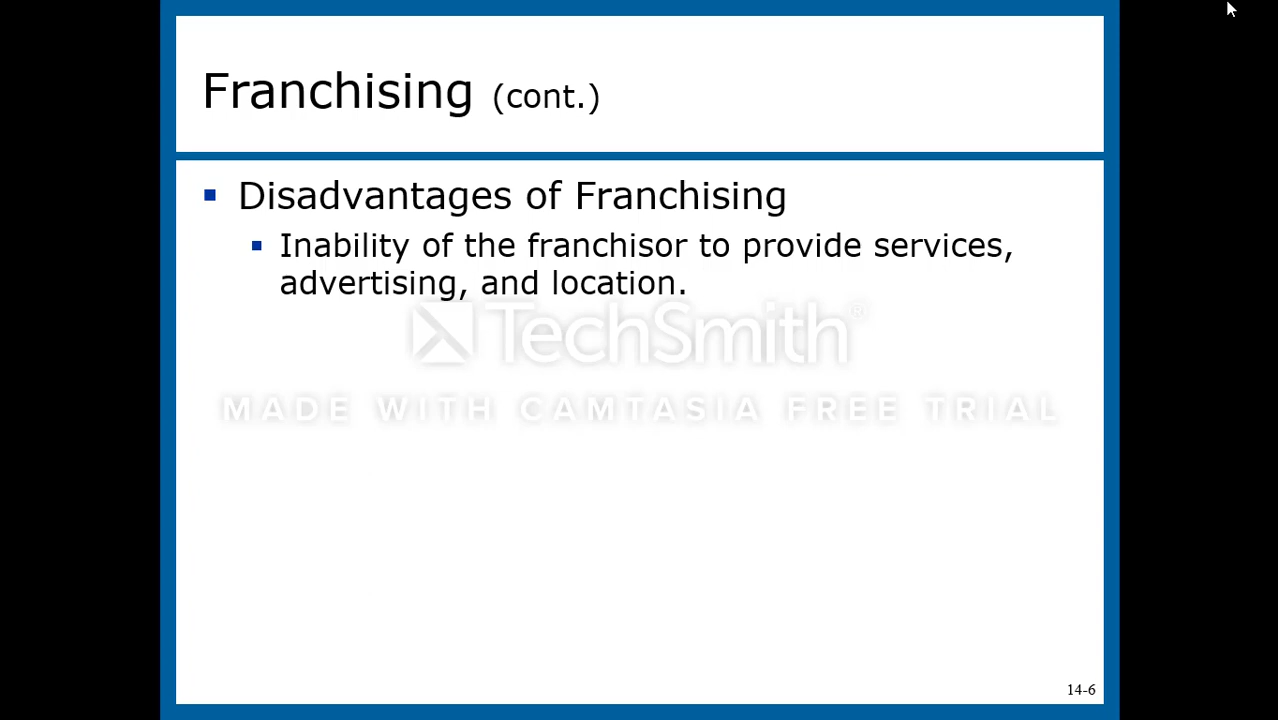 Franchising (cont.)
Disadvantages of Franchising
Inability of the franchisor to provide services,
advertising, and location.
TechSmith®
MADE WITH CAMTASIA FREE TRIAL
14-6